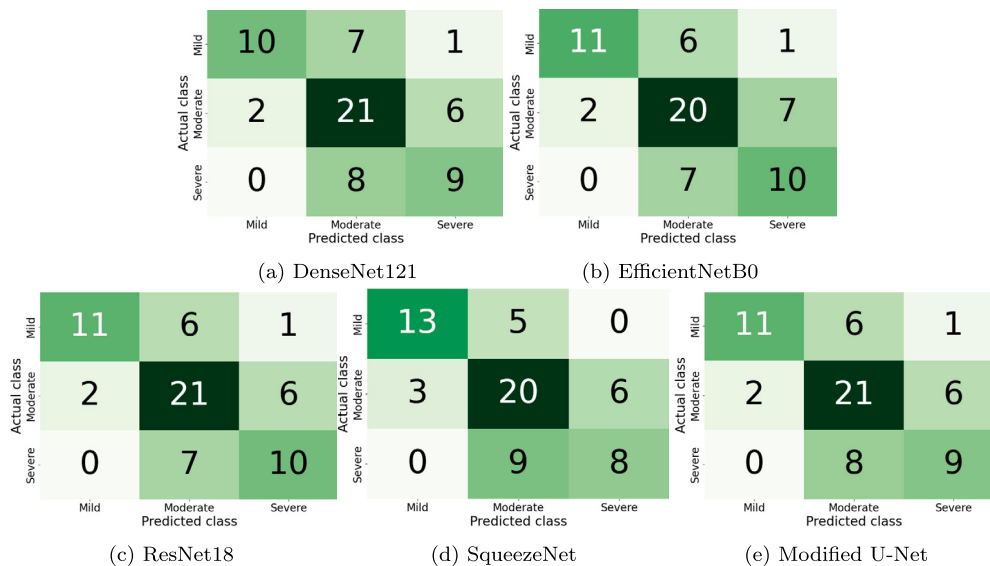 Actual class
Mild
10 7 1
Moderate
2 21 6
Severe
0 8 9
Mild Moderate Severe
Predicted class
(a) DenseNet121
Actual class
Mild
11 6 1
Moderate
2 20 7
Severe
0 7 10
Mild Moderate Severe
Predicted class
(b) EfficientNetB0
Actual class
Mild
11 6 1
Moderate
2 21 6
Severe
0 7 10
Mild Moderate Severe
Predicted class
(c) ResNet18
Actual class
Mild
13 5 0
Moderate
3 20 6
Severe
0 9 8
Mild Moderate Severe
Predicted class
(d) SqueezeNet
Actual class
Mild
11 6 1
Moderate
2 21 6
Severe
0 8 9
Mild Moderate Severe
Predicted class
(e) Modified U-Net